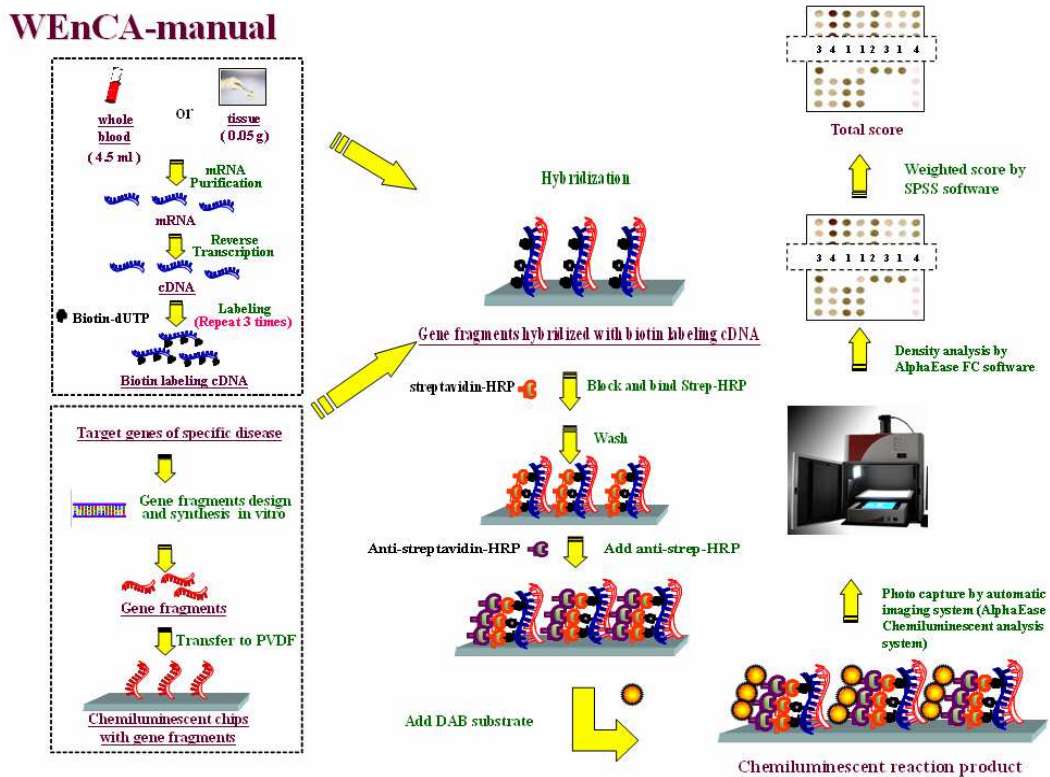 WEnCA-manual
whole
blood
( 4.5 ml )
or
tissue
( 0.05 g)
mRNA
Purification
mRNA
Reverse
Transcription
cDNA
Biotin-dUTP
Labeling
(Repeat 3 times)
Biotin labeling cDNA
Target genes of specific disease
Gene fragments design
and synthesis in vitro
Gene fragments
Transfer to PVDF
Chemiluminescent chips
with gene fragments
Hybridization
Gene fragments hybridized with biotin labeling cDNA
streptavidin-HRP
Block and bind Strep-HRP
Wash
Anti-streptavidin-HRP
Add anti-strep-HRP
Add DAB substrate
Chemiluminescent reaction product
Photo capture by automatic
imaging system (AlphaEase
Chemiluminescent analysis
system)
Density analysis by
AlphaEase FC software
3 4 1 1 2 3 1 4
Weighted score by
SPSS software
Total score
3 4 1 1 2 3 1 4